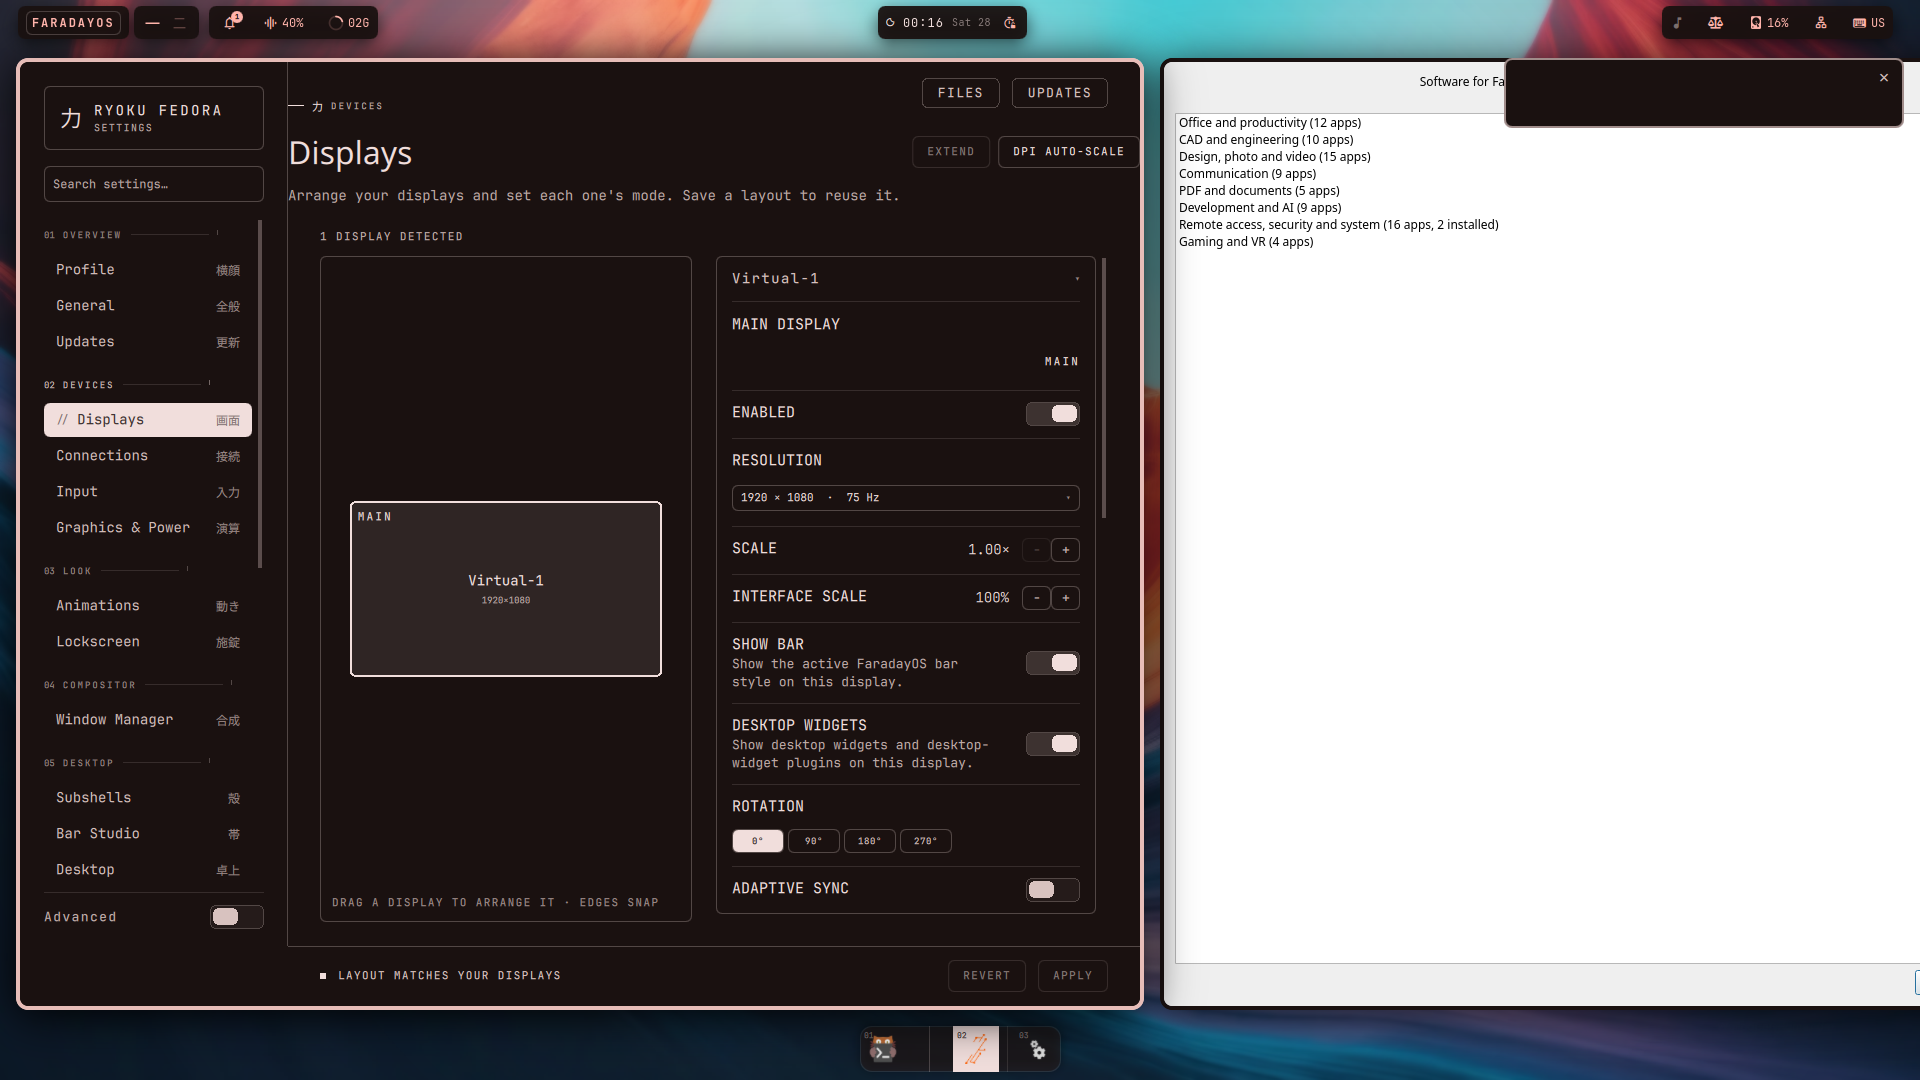 FARADAYOS
1
40%
02G
00:16 Sat 28
16%
US
力 RYOKU FEDORA
SETTINGS
Search settings…
01 OVERVIEW
Profile 横顔
General 全般
Updates 更新
02 DEVICES
// Displays 画面
Connections 接続
Input 入力
Graphics & Power 演算
03 LOOK
Animations 動き
Lockscreen 施錠
04 COMPOSITOR
Window Manager 合成
05 DESKTOP
Subshells 殻
Bar Studio 帯
Desktop 卓上
Advanced
力 DEVICES
FILES
UPDATES
Displays
EXTEND
DPI AUTO-SCALE
Arrange your displays and set each one's mode. Save a layout to reuse it.
1 DISPLAY DETECTED
MAIN
Virtual-1
1920×1080
DRAG A DISPLAY TO ARRANGE IT · EDGES SNAP
Virtual-1
MAIN DISPLAY
MAIN
ENABLED
RESOLUTION
1920 × 1080 · 75 Hz
SCALE 1.00× - +
INTERFACE SCALE 100% - +
SHOW BAR
Show the active FaradayOS bar
style on this display.
DESKTOP WIDGETS
Show desktop widgets and desktop-
widget plugins on this display.
ROTATION
0° 90° 180° 270°
ADAPTIVE SYNC
LAYOUT MATCHES YOUR DISPLAYS
REVERT
APPLY
Software for Fa
Office and productivity (12 apps)
CAD and engineering (10 apps)
Design, photo and video (15 apps)
Communication (9 apps)
PDF and documents (5 apps)
Development and AI (9 apps)
Remote access, security and system (16 apps, 2 installed)
Gaming and VR (4 apps)
01
02
03